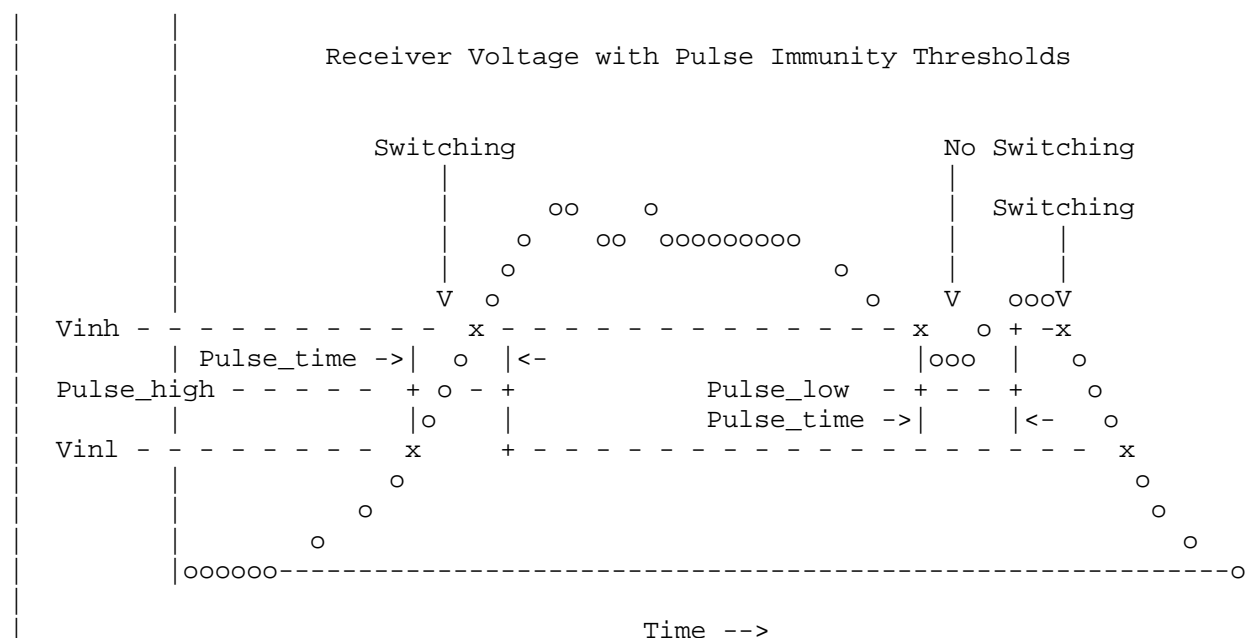 Receiver Voltage with Pulse Immunity Thresholds
Switching No Switching
Switching
Vinh
Pulse_time ->| |<-
Pulse_high Pulse_low
Pulse_time ->| |<-
Vinl
Time -->